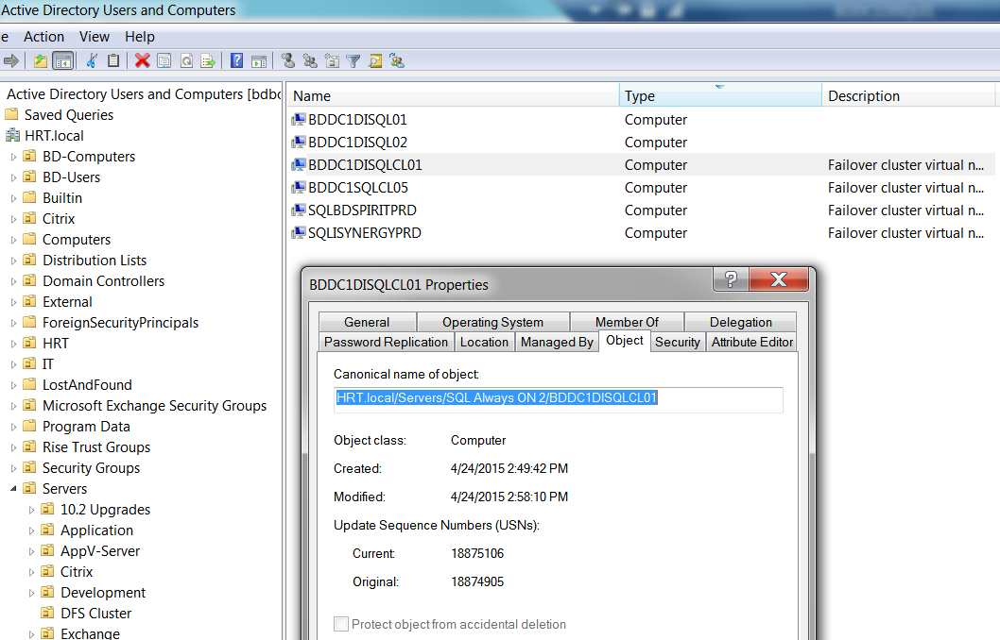 Active Directory Users and Computers
e Action View Help
Active Directory Users and Computers [bdbc
Saved Queries
HRT.local
BD-Computers
BD-Users
Builtin
Citrix
Computers
Distribution Lists
Domain Controllers
External
ForeignSecurityPrincipals
HRT
IT
LostAndFound
Microsoft Exchange Security Groups
Program Data
Rise Trust Groups
Security Groups
Servers
10.2 Upgrades
Application
AppV-Server
Citrix
Development
DFS Cluster
Exchange
Name Type Description
BDDC1DISQL01 Computer
BDDC1DISQL02 Computer
BDDC1DISQLCL01 Computer Failover cluster virtual n...
BDDC1SQLCL05 Computer Failover cluster virtual n...
SQLBDSPIRITPRD Computer Failover cluster virtual n...
SQLISYNERGYPRD Computer Failover cluster virtual n...
BDDC1DISQLCL01 Properties
General Operating System Member Of Delegation
Password Replication Location Managed By Object Security Attribute Editor
Canonical name of object:
HRT.local/Servers/SQL Always ON 2/BDDC1DISQLCL01
Object class: Computer
Created: 4/24/2015 2:49:42 PM
Modified: 4/24/2015 2:58:10 PM
Update Sequence Numbers (USNs):
Current: 18875106
Original: 18874905
Protect object from accidental deletion